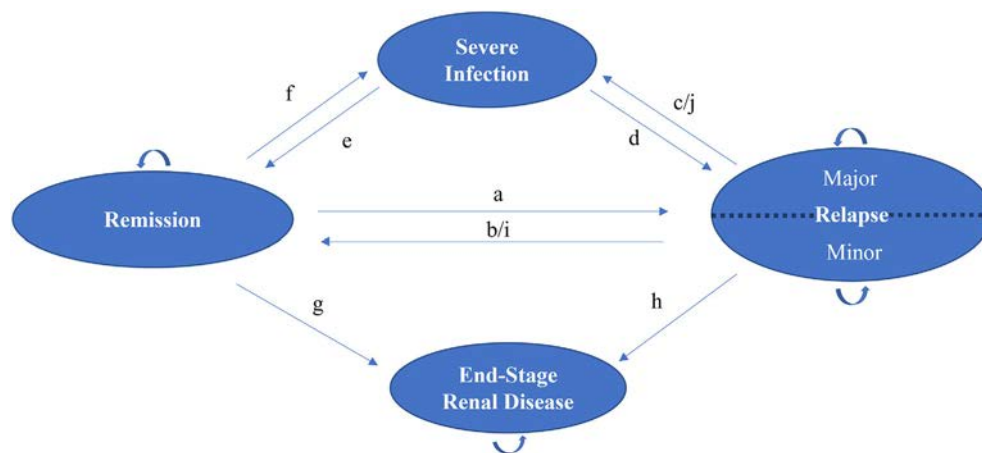 Severe
Infection
f
c/j
e
d
Major
a
Remission
Relapse
b/i
Minor
g
h
End-Stage
Renal Disease